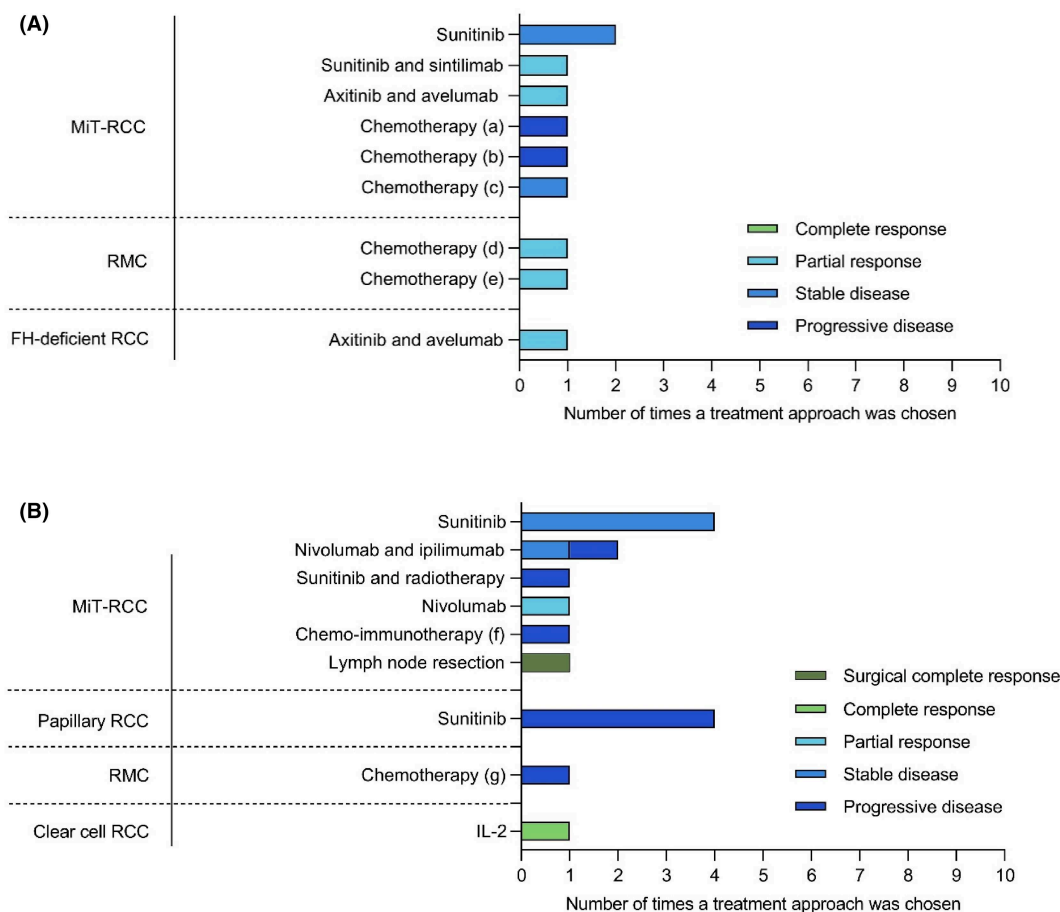 (A)
Sunitinib
Sunitinib and sintilimab
Axitinib and avelumab
MiT-RCC
Chemotherapy (a)
Chemotherapy (b)
Chemotherapy (c)
RMC
Chemotherapy (d)
Chemotherapy (e)
FH-deficient RCC
Axitinib and avelumab
Complete response
Partial response
Stable disease
Progressive disease
0 1 2 3 4 5 6 7 8 9 10
Number of times a treatment approach was chosen
(B)
Sunitinib
Nivolumab and ipilimumab
Sunitinib and radiotherapy
MiT-RCC
Nivolumab
Chemo-immunotherapy (f)
Lymph node resection
Papillary RCC
Sunitinib
RMC
Chemotherapy (g)
Clear cell RCC
IL-2
Surgical complete response
Complete response
Partial response
Stable disease
Progressive disease
0 1 2 3 4 5 6 7 8 9 10
Number of times a treatment approach was chosen